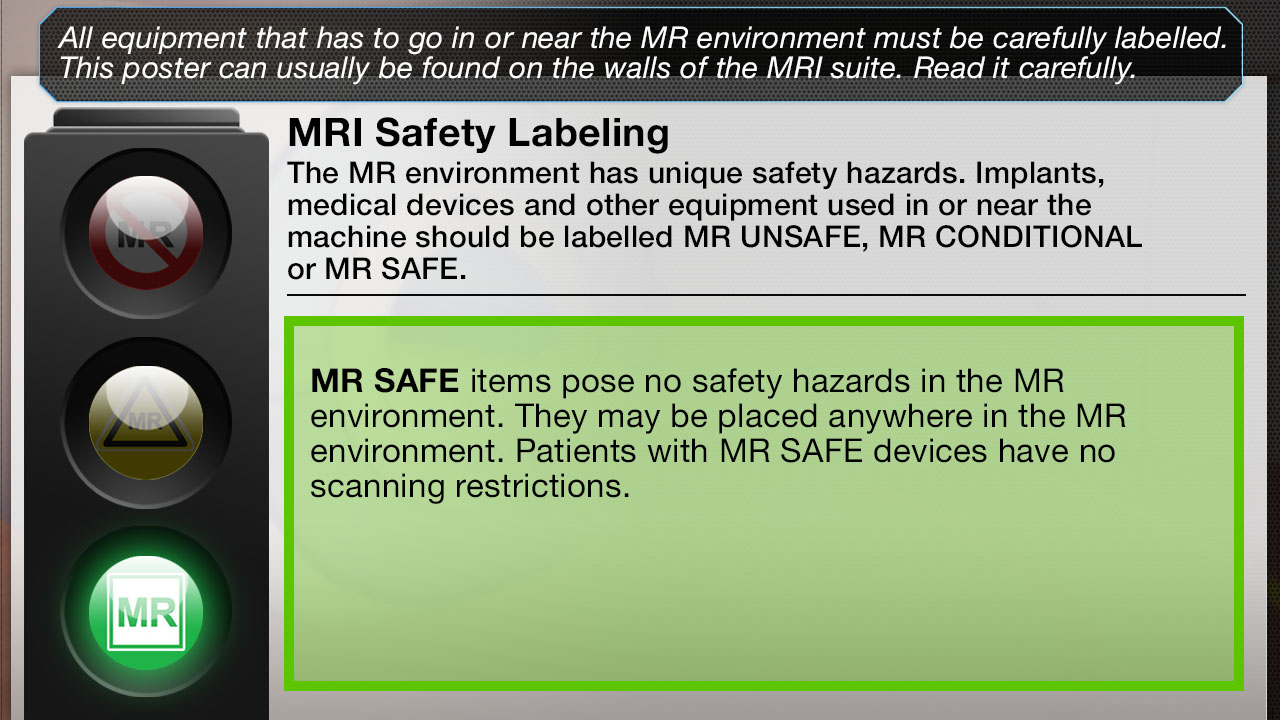 All equipment that has to go in or near the MR environment must be carefully labelled.
This poster can usually be found on the walls of the MRI suite. Read it carefully.
MRI Safety Labeling
The MR environment has unique safety hazards. Implants,
medical devices and other equipment used in or near the
machine should be labelled MR UNSAFE, MR CONDITIONAL
or MR SAFE.
MR
MR
MR
MR SAFE items pose no safety hazards in the MR
environment. They may be placed anywhere in the MR
environment. Patients with MR SAFE devices have no
scanning restrictions.